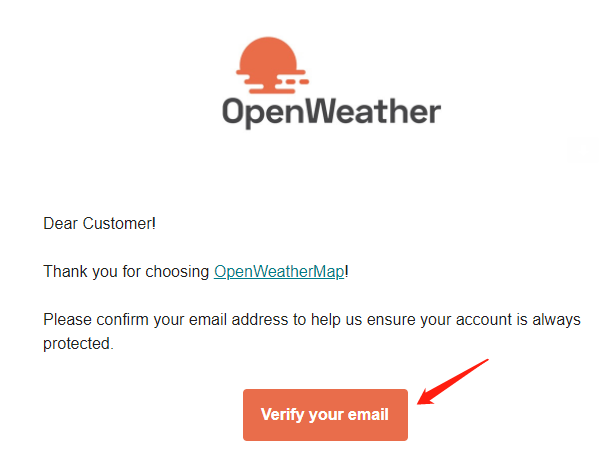 OpenWeather
Dear Customer!
Thank you for choosing OpenWeatherMap!
Please confirm your email address to help us ensure your account is always
protected.
Verify your email